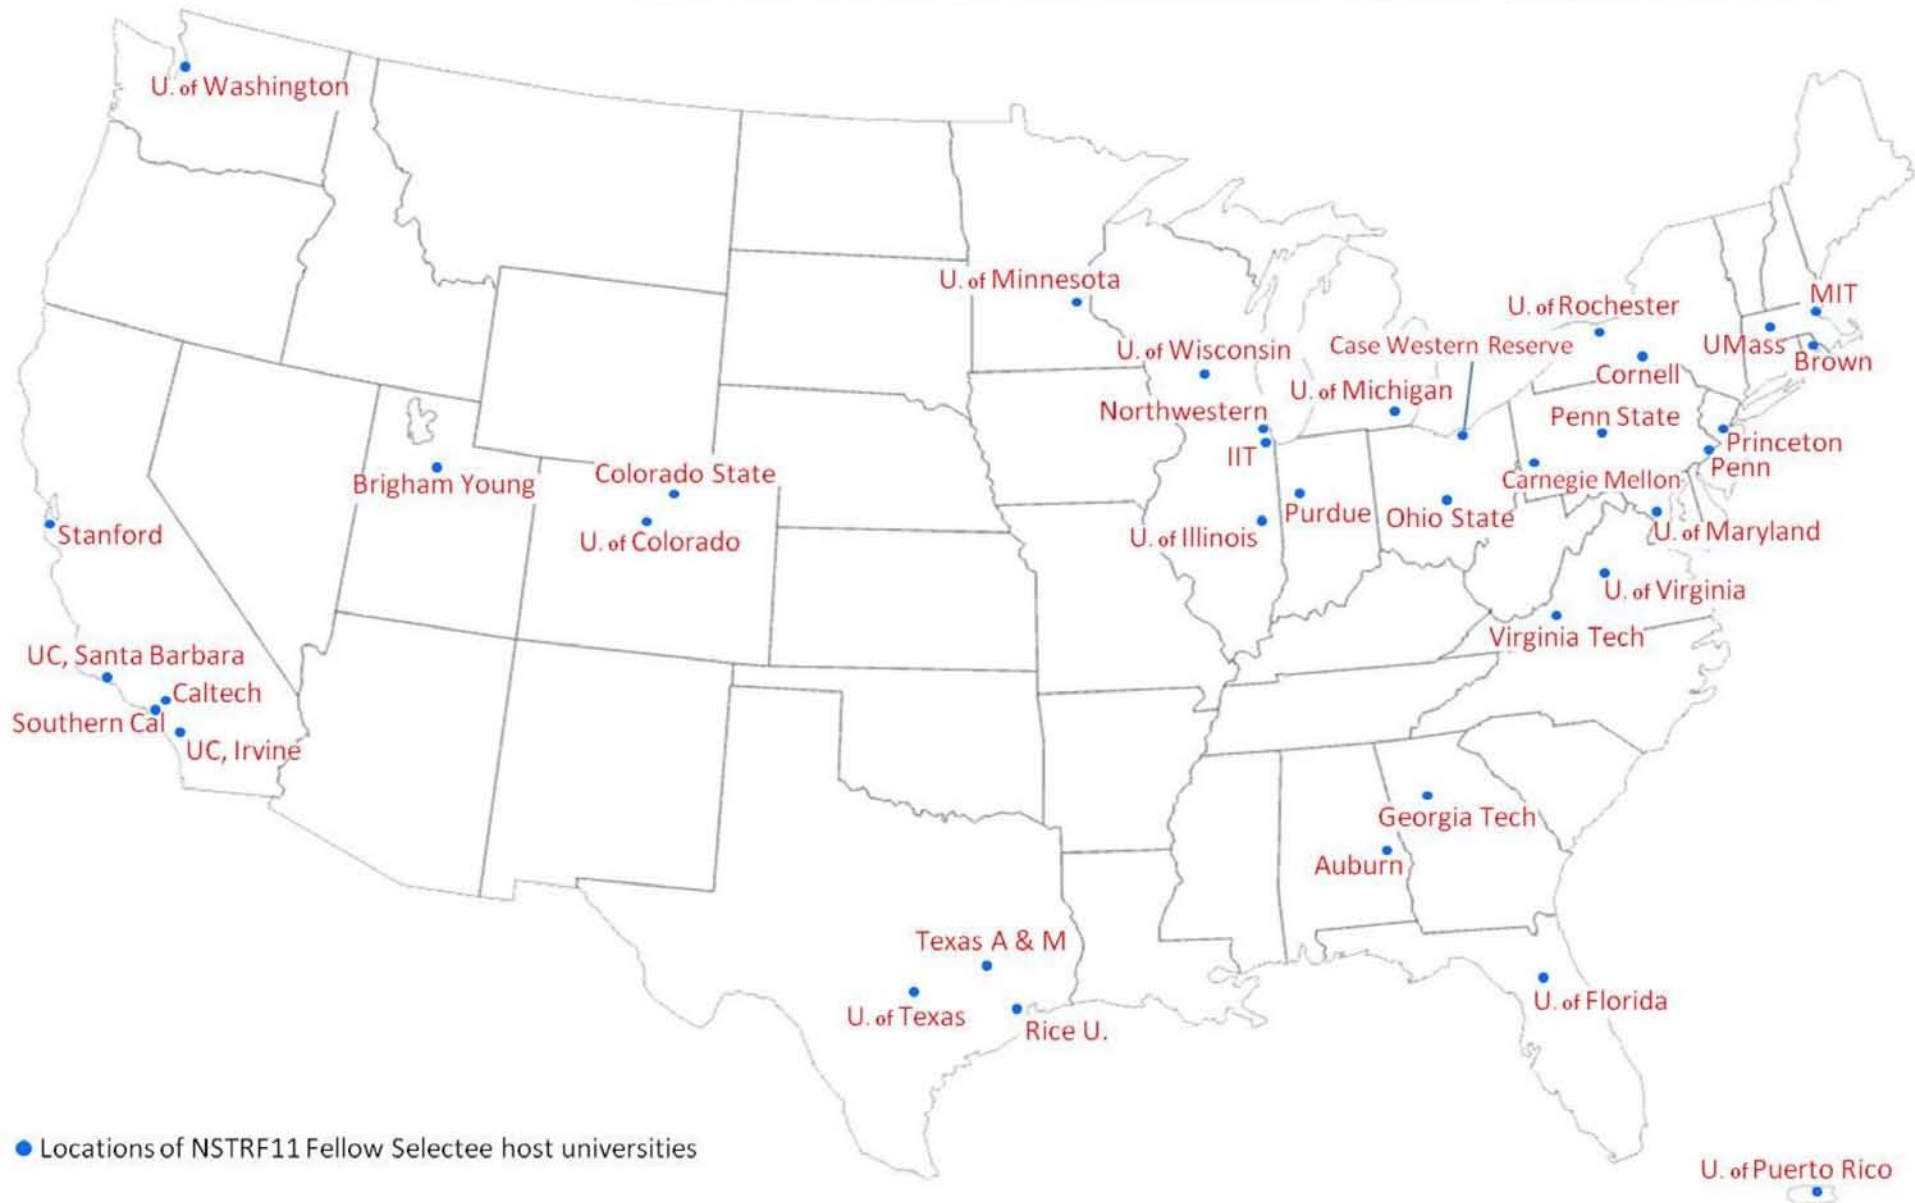 U. of Washington
U. of Minnesota
MIT
U. of Rochester
UMass
Brown
U. of Wisconsin
Case Western Reserve
Cornell
U. of Michigan
Northwestern
Penn State
Princeton
IIT
Penn
Colorado State
Brigham Young
Carnegie Mellon
Purdue
Ohio State
Stanford
U. of Colorado
U. of Illinois
U. of Maryland
U. of Virginia
Virginia Tech
UC, Santa Barbara
Caltech
Southern Cal
UC, Irvine
Georgia Tech
Auburn
Texas A & M
U. of Texas
Rice U.
U. of Florida
Locations of NSTRF11 Fellow Selectee host universities
U. of Puerto Rico